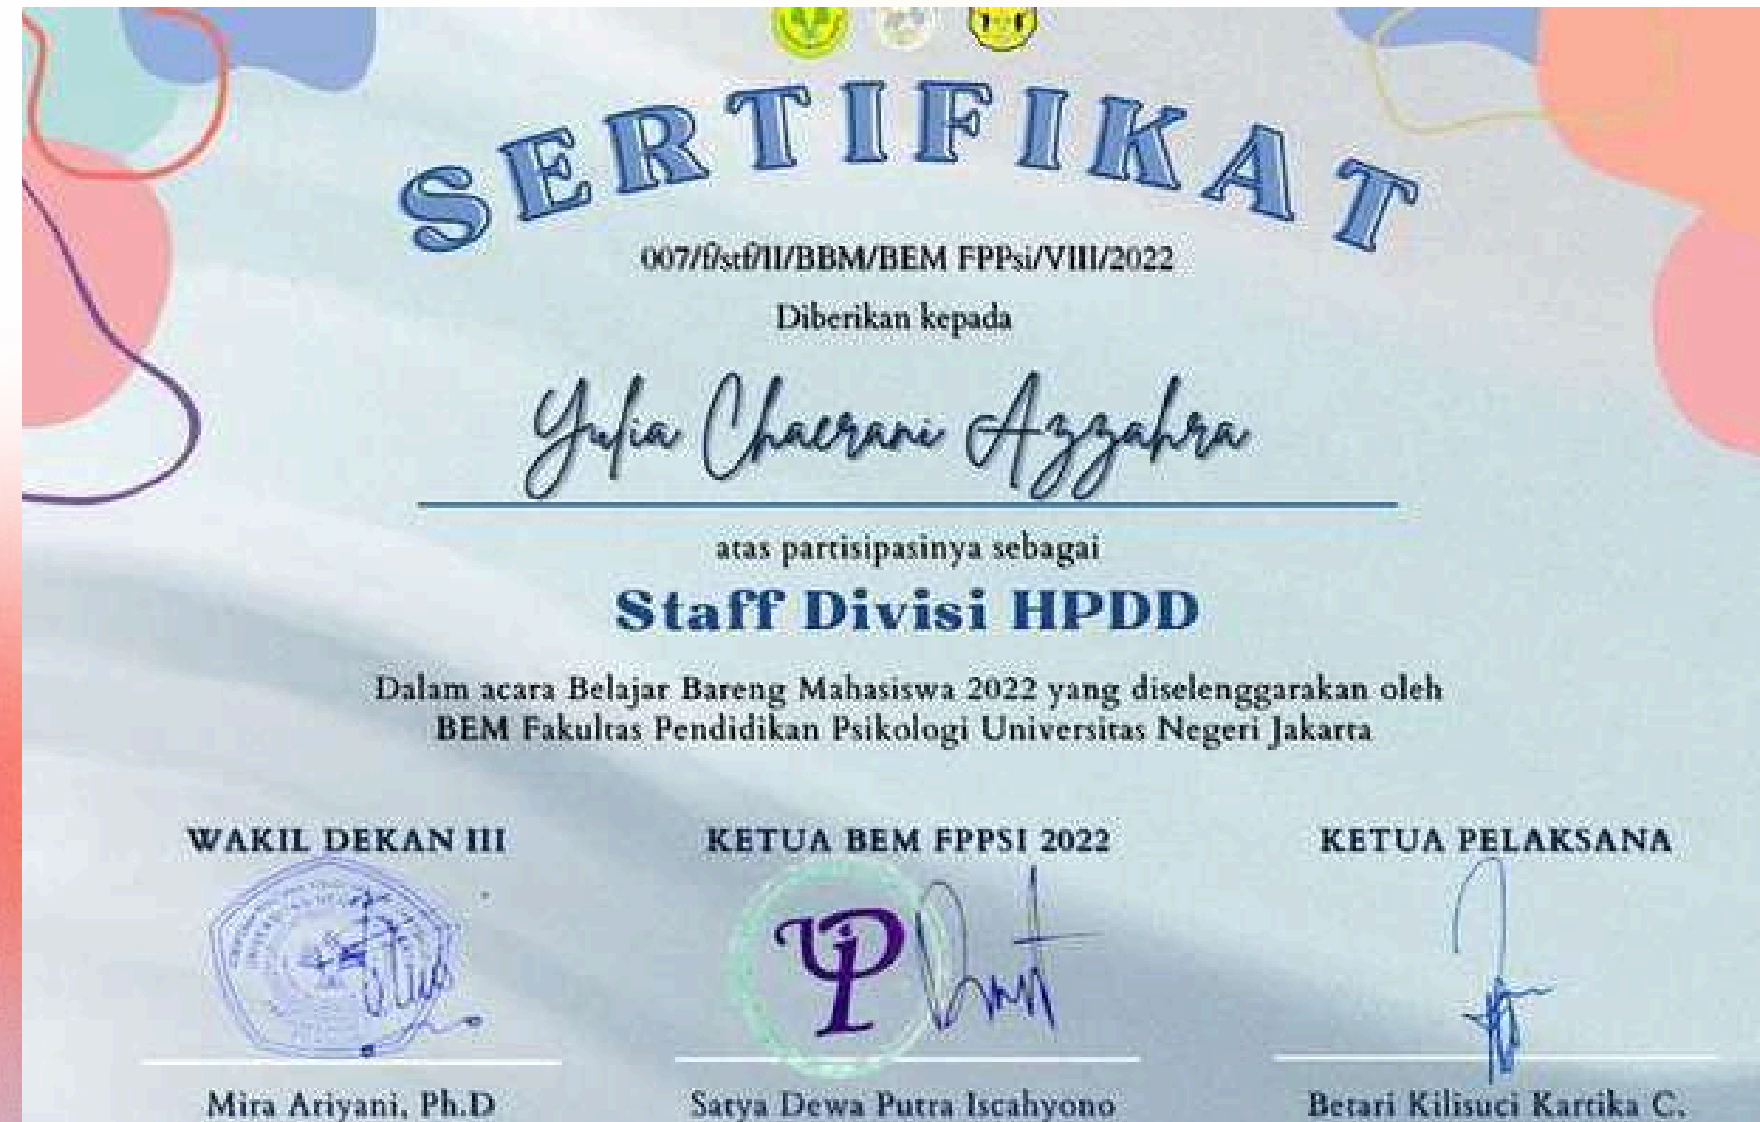 SERTIFIKAT
007/f/stf/II/BBM/BEM FPPsi/VIII/2022
Diberikan kepada
Yulia Chaerani Azzahra
atas partisipasinya sebagai
Staff Divisi HPDD
Dalam acara Belajar Bareng Mahasiswa 2022 yang diselenggarakan oleh
BEM Fakultas Pendidikan Psikologi Universitas Negeri Jakarta
WAKIL DEKAN III
KETUA BEM FPPSI 2022
KETUA PELAKSANA
Mira Ariyani, Ph.D
Satya Dewa Putra Iscahyono
Betari Kilisuci Kartika C.